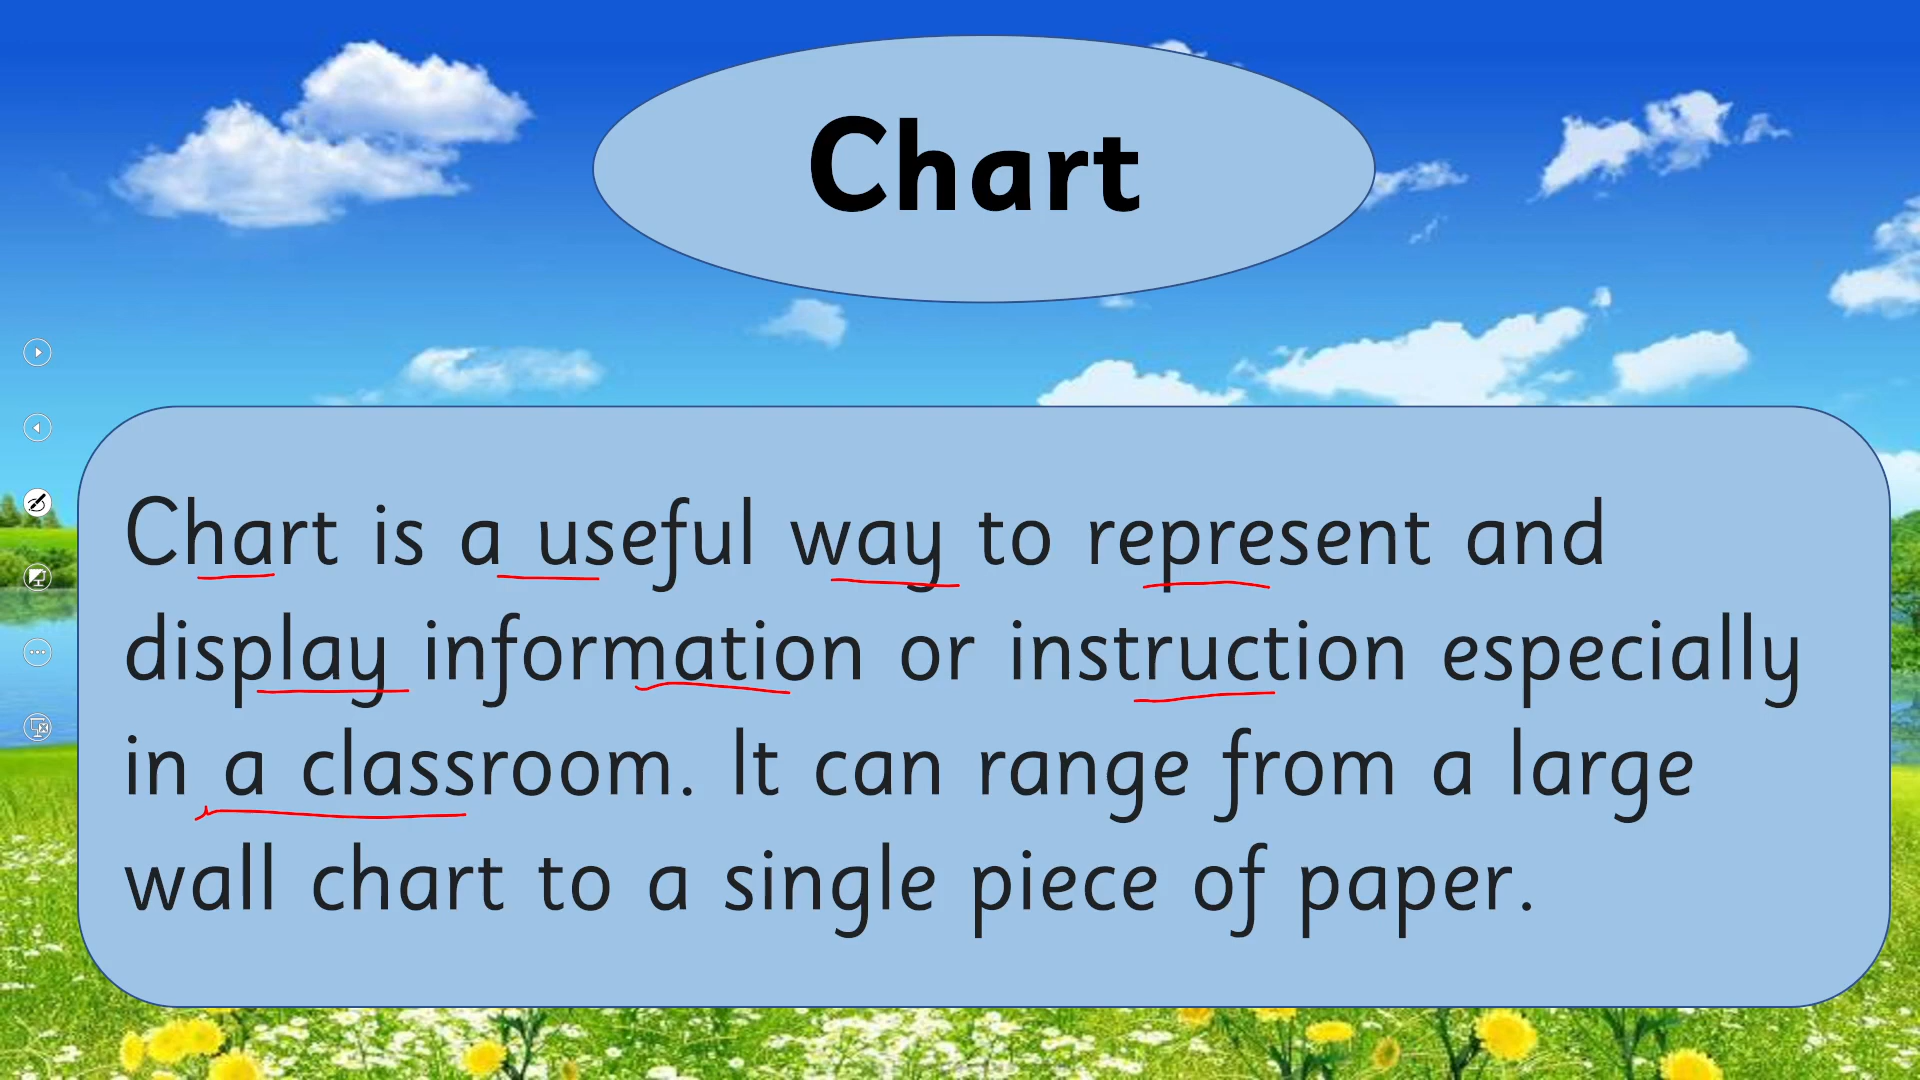 Chart
Chart is a useful way to represent and
display information or instruction especially
in a classroom. It can range from a large
wall chart to a single piece of paper.